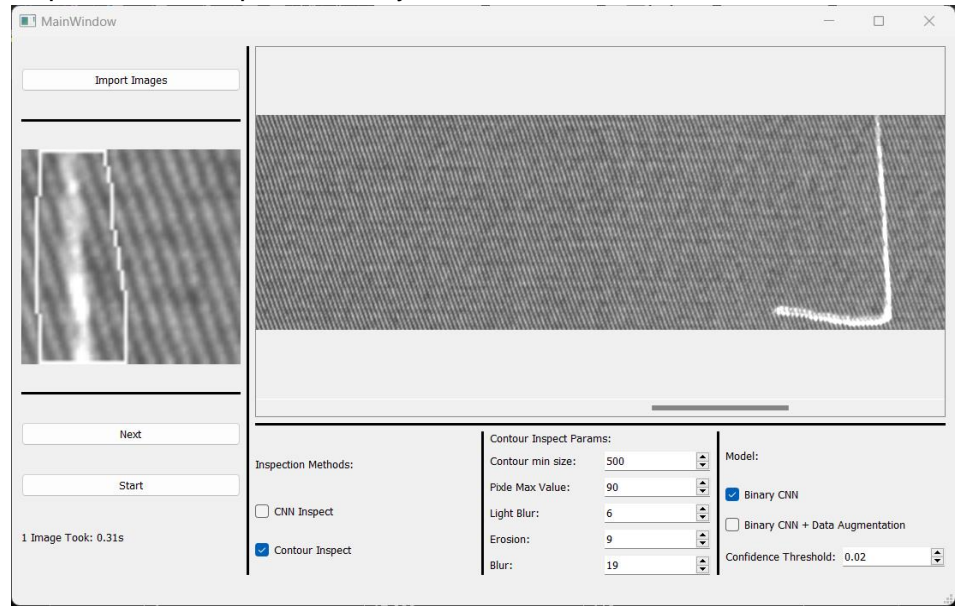 MainWindow
Import Images
Next
Start
1 Image Took: 0.31s
Inspection Methods:
CNN Inspect
Contour Inspect
Contour Inspect Params:
Contour min size: 500
Pixle Max Value: 90
Light Blur: 6
Erosion: 9
Blur: 19
Model:
Binary CNN
Binary CNN + Data Augmentation
Confidence Threshold: 0.02